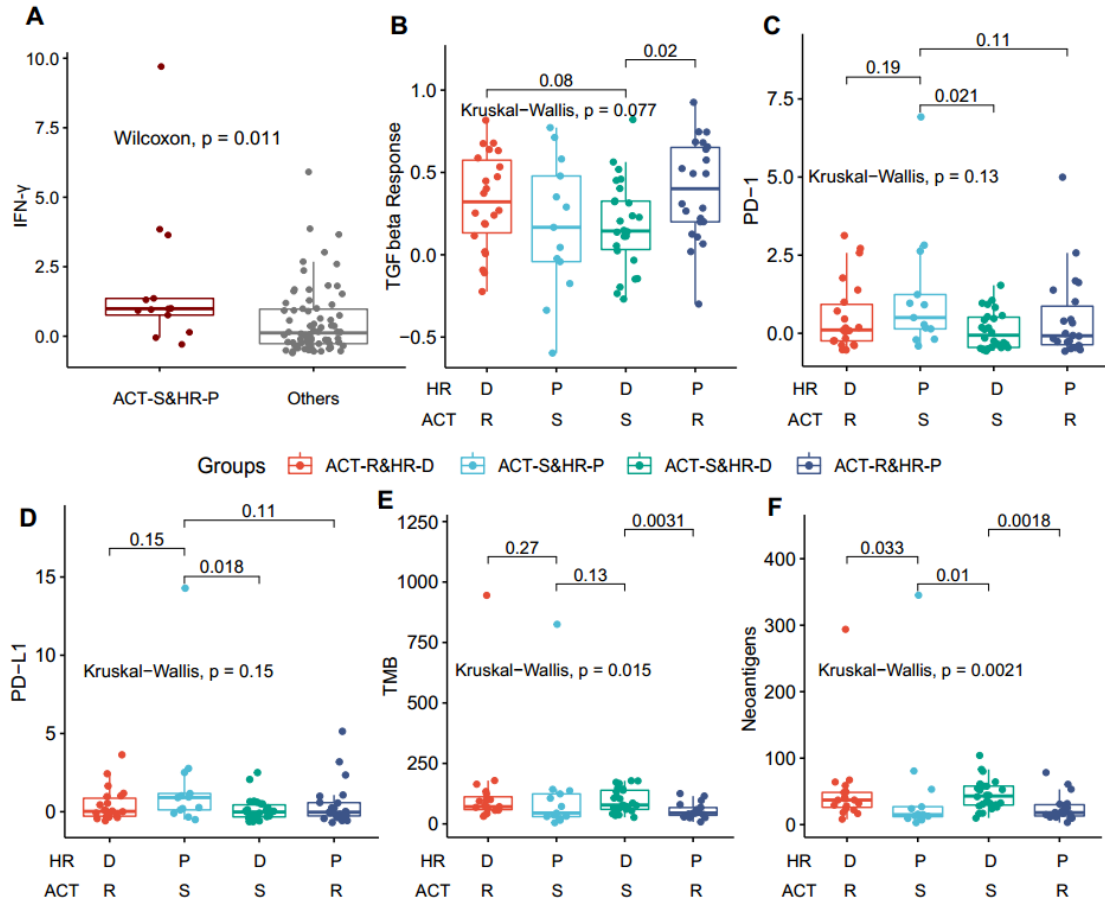 A
IFN-γ
10.0
7.5
5.0
2.5
0.0
Wilcoxon, p = 0.011
ACT-S&HR-P Others
B
TGF beta Response
1.0
0.5
0.0
−0.5
0.02
0.08
Kruskal−Wallis, p = 0.077
HR D P D P
ACT R S S R
C
PD−1
7.5
5.0
2.5
0.0
0.11
0.19
0.021
Kruskal−Wallis, p = 0.13
HR D P D P
ACT R S S R
Groups ACT-R&HR-D ACT-S&HR-P ACT-S&HR-D ACT-R&HR-P
D
PD−L1
15
10
5
0
0.11
0.15
0.018
Kruskal−Wallis, p = 0.15
HR D P D P
ACT R S S R
E
TMB
1250
1000
750
500
250
0
0.0031
0.27
0.13
Kruskal−Wallis, p = 0.015
HR D P D P
ACT R S S R
F
Neoantigens
400
300
200
100
0
0.0018
0.033
0.01
Kruskal−Wallis, p = 0.0021
HR D P D P
ACT R S S R